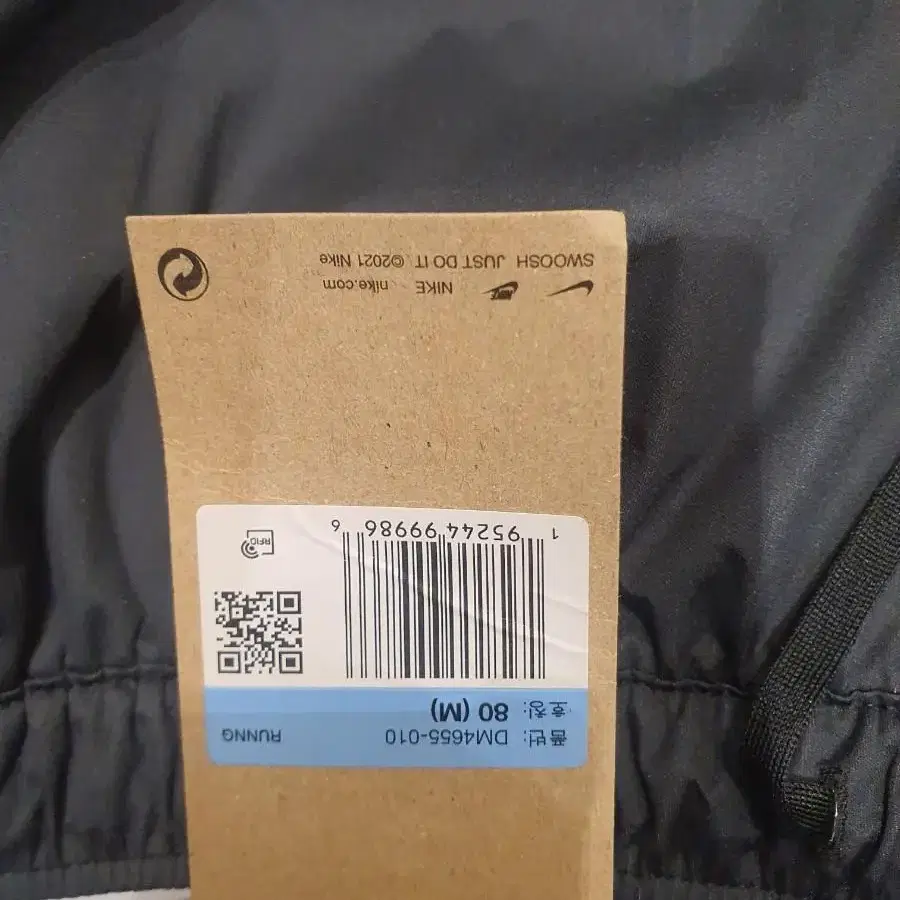 품번: DM4655-010 RUNNG
호칭: 80 (M)
1 95244 99986 6
RFID
NIKE nike.com
SWOOSH JUST DO IT ©2021 Nike